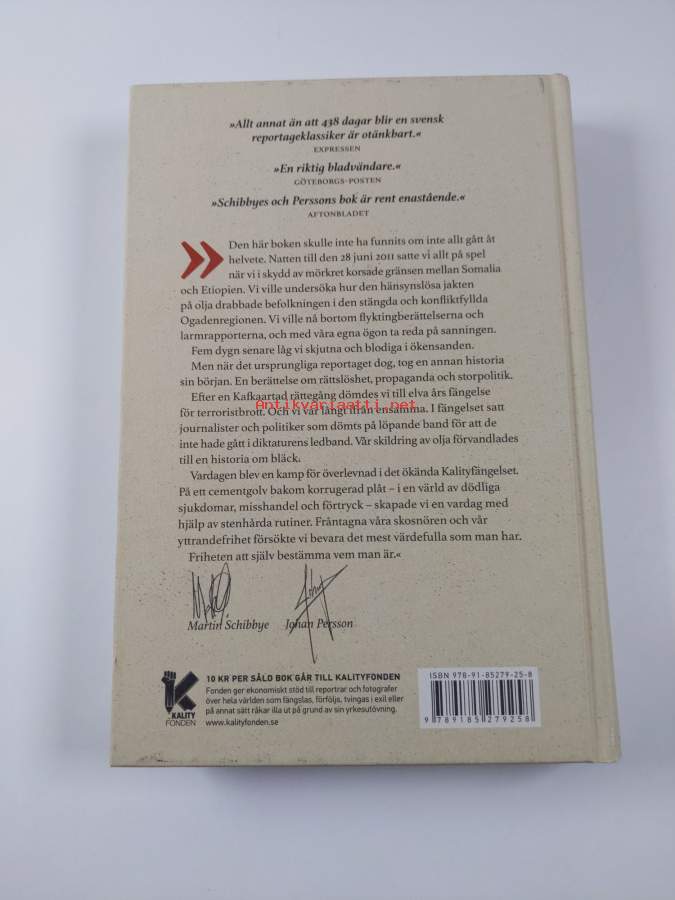 »Allt annat än att 438 dagar blir en svensk
reportageklassiker är otänkbart.«
EXPRESSEN
»En riktig bladvändare.«
GÖTEBORGS-POSTEN
»Schibbyes och Perssons bok är rent enastående.«
AFTONBLADET
»
Den här boken skulle inte ha funnits om inte allt gått åt
helvete. Natten till den 28 juni 2011 satte vi allt på spel
när vi i skydd av mörkret korsade gränsen mellan Somalia
och Etiopien. Vi ville undersöka hur den hänsynslösa jakten
på olja drabbade befolkningen i den stängda och konfliktfyllda
Ogadenregionen. Vi ville nå bortom flyktingberättelserna och
larmrapporterna, och med våra egna ögon ta reda på sanningen.
Fem dygn senare låg vi skjutna och blodiga i ökensanden.
Men när det ursprungliga reportaget dog, tog en annan historia
sin början. En berättelse om rättslöshet, propaganda och storpolitik.
Efter en Kafkaartad rättegång dömdes vi till elva års fängelse
Antikvariaatti.net
för terroristbrott. Och vi var långt ifrån ensamma. I fängelset satt
journalister och politiker som dömts på löpande band för att de
inte hade gått i diktaturens ledband. Vår skildring av olja förvandlades
till en historia om bläck.
Vardagen blev en kamp för överlevnad i det ökända Kalityfängelset.
På ett cementgolv bakom korrugerad plåt – i en värld av dödliga
sjukdomar, misshandel och förtryck – skapade vi en vardag med
hjälp av stenhårda rutiner. Fråntagna våra skosnören och vår
yttrandefrihet försökte vi bevara det mest värdefulla som man har.
Friheten att själv bestämma vem man är.«
Martin Schibbye Johan Persson
KALITY
FONDEN
10 KR PER SÅLD BOK GÅR TILL KALITYFONDEN
Fonden ger ekonomiskt stöd till reportrar och fotografer
över hela världen som fängslas, förföljs, tvingas i exil eller
på annat sätt råkar illa ut på grund av sin yrkesutövning.
www.kalityfonden.se
ISBN 978-91-85279-25-8
9 789185 279258